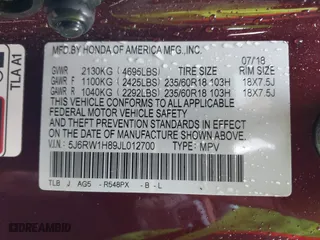 TLA A1
MFD. BY HONDA OF AMERICA MFG., INC. 07/18
GVWR 2130KG (4695LBS) TIRE SIZE RIM SIZE
GAWR F 1100KG (2425LBS) 235/60R18 103H 18X7.5J
GAWR R 1040KG (2292LBS) 235/60R18 103H 18X7.5J
THIS VEHICLE CONFORMS TO ALL APPLICABLE
FEDERAL MOTOR VEHICLE SAFETY, BUMPER, AND
THEFT PREVENTION STANDARDS IN EFFECT ON THE
DATE OF MANUFACTURE SHOWN ABOVE.
V.I.N: 5J6RW1H89JL012700 TYPE: MPV
TLB J AG5 - R548PX - B - L
IDREAMDIO